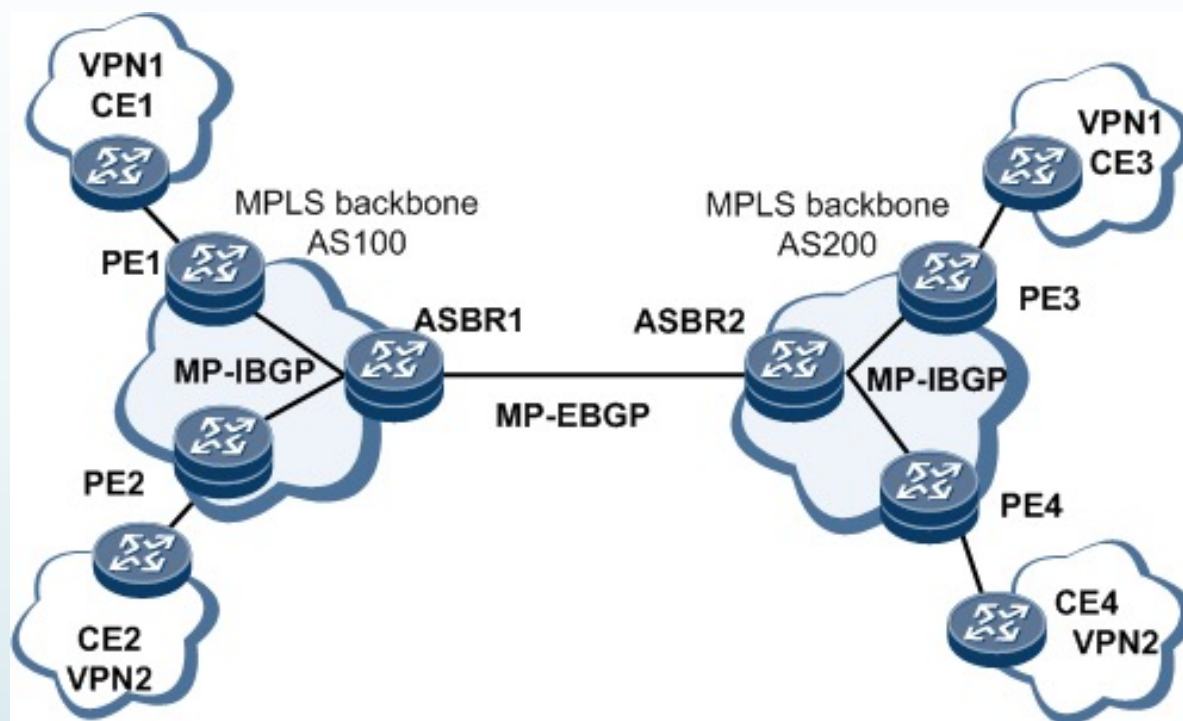 VPN1
CE1
VPN1
CE3
MPLS backbone
AS100
MPLS backbone
AS200
PE1
PE3
ASBR1
ASBR2
MP-IBGP
MP-IBGP
MP-EBGP
PE2
PE4
CE2
VPN2
CE4
VPN2